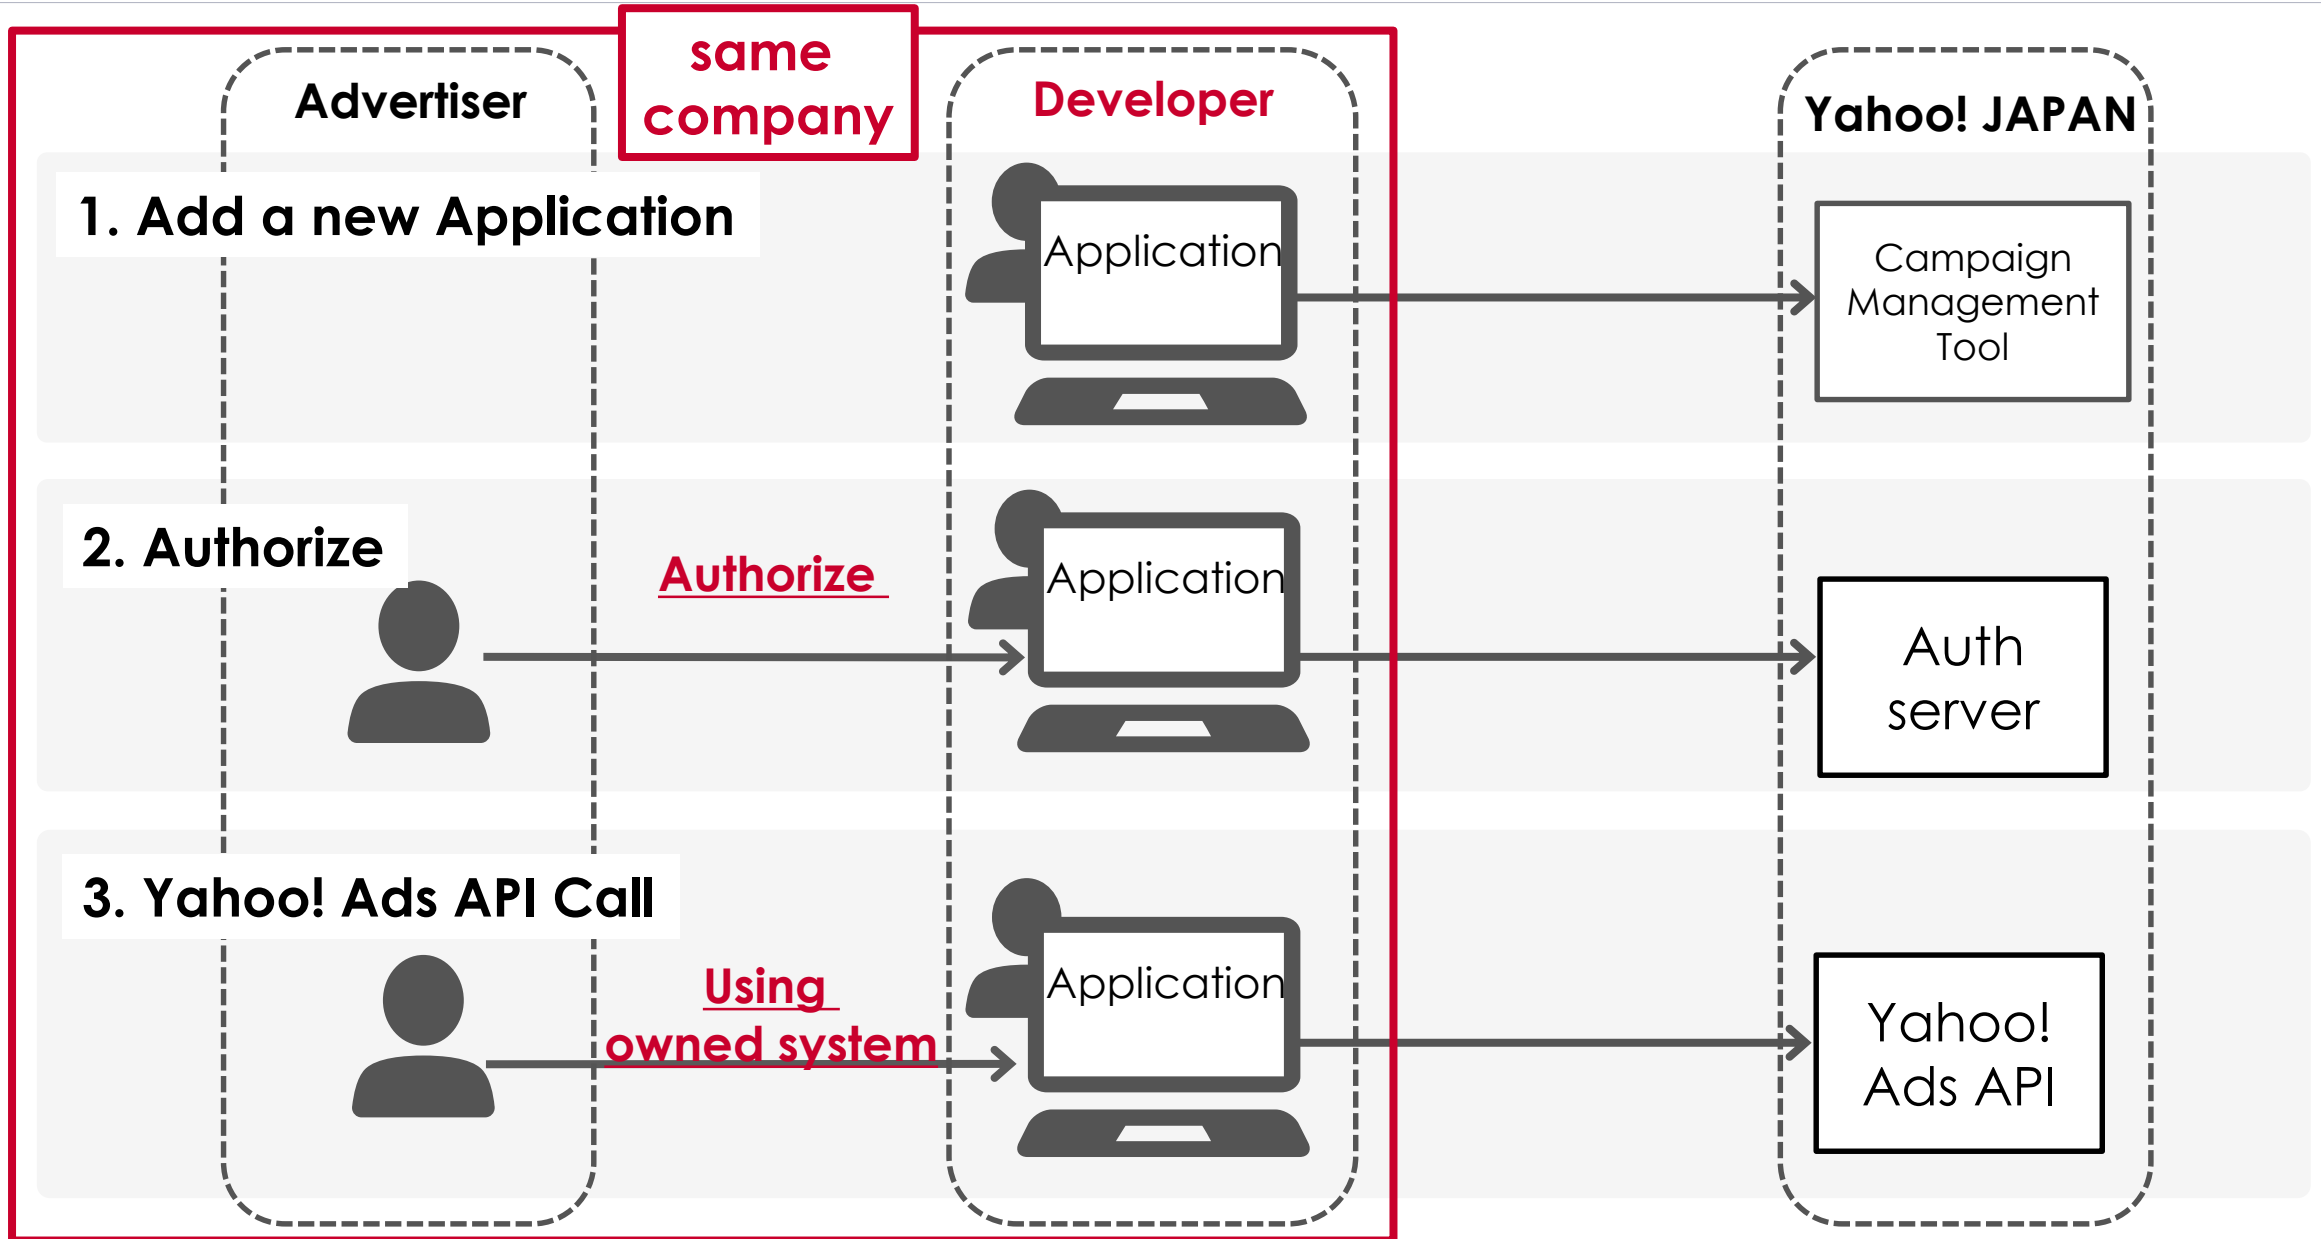 same
company
Advertiser
Developer
Yahoo! JAPAN
1. Add a new Application
Application
Campaign
Management
Tool
2. Authorize
Authorize
Application
Auth
server
3. Yahoo! Ads API Call
Using
owned system
Application
Yahoo!
Ads API